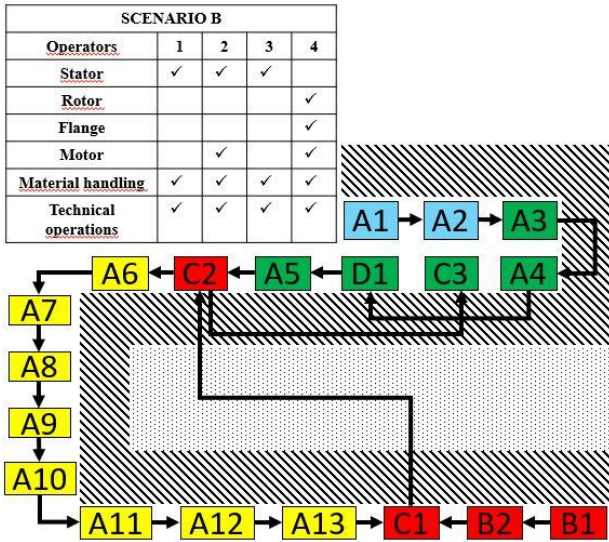 SCENARIO B
Operators 1 2 3 4
Stator ✓ ✓ ✓
Rotor ✓
Flange ✓
Motor ✓ ✓
Material handling ✓ ✓ ✓ ✓
Technical operations ✓ ✓ ✓ ✓
A1 A2 A3
A6 C2 A5 D1 C3 A4
A7
A8
A9
A10
A11 A12 A13 C1 B2 B1